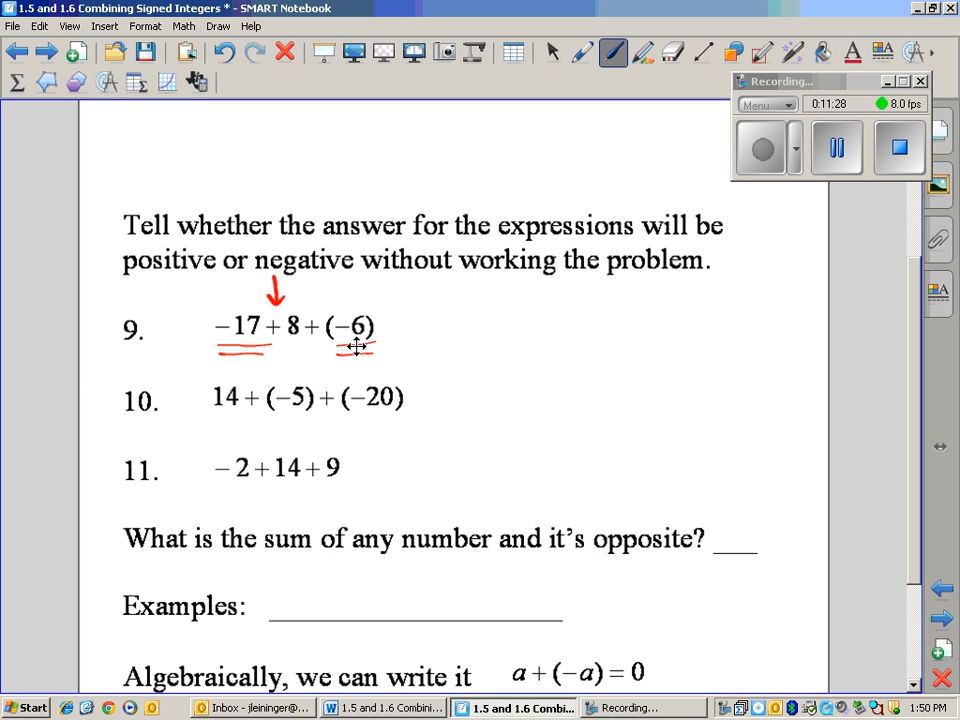 1.5 and 1.6 Combining Signed Integers * - SMART Notebook
File Edit View Insert Format Tools Math Draw Help
Recording...
Menu 0:11:28 8.0 fps
Tell whether the answer for the expressions will be
positive or negative without working the problem.
9. −17 + 8 + (−6)
10. 14 + (−5) + (−20)
11. −2 + 14 + 9
What is the sum of any number and it's opposite? ___
Examples: ____________________
Algebraically, we can write it a + (−a) = 0
Start Inbox - jleininger@... 1.5 and 1.6 Combini... 1.5 and 1.6 Combi... Recording... 1:50 PM